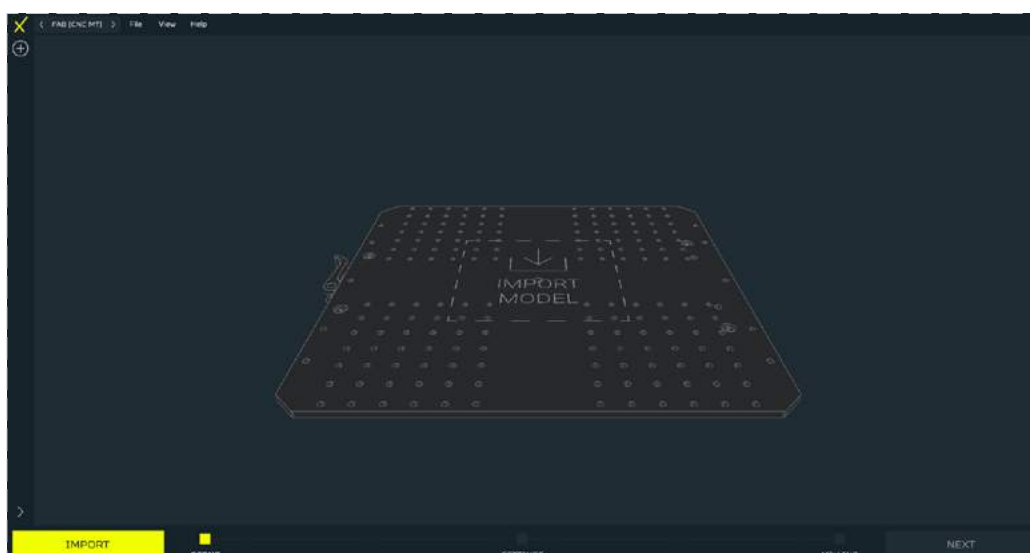 FAB (CNC MT) File View Help
IMPORT
MODEL
IMPORT
NEXT